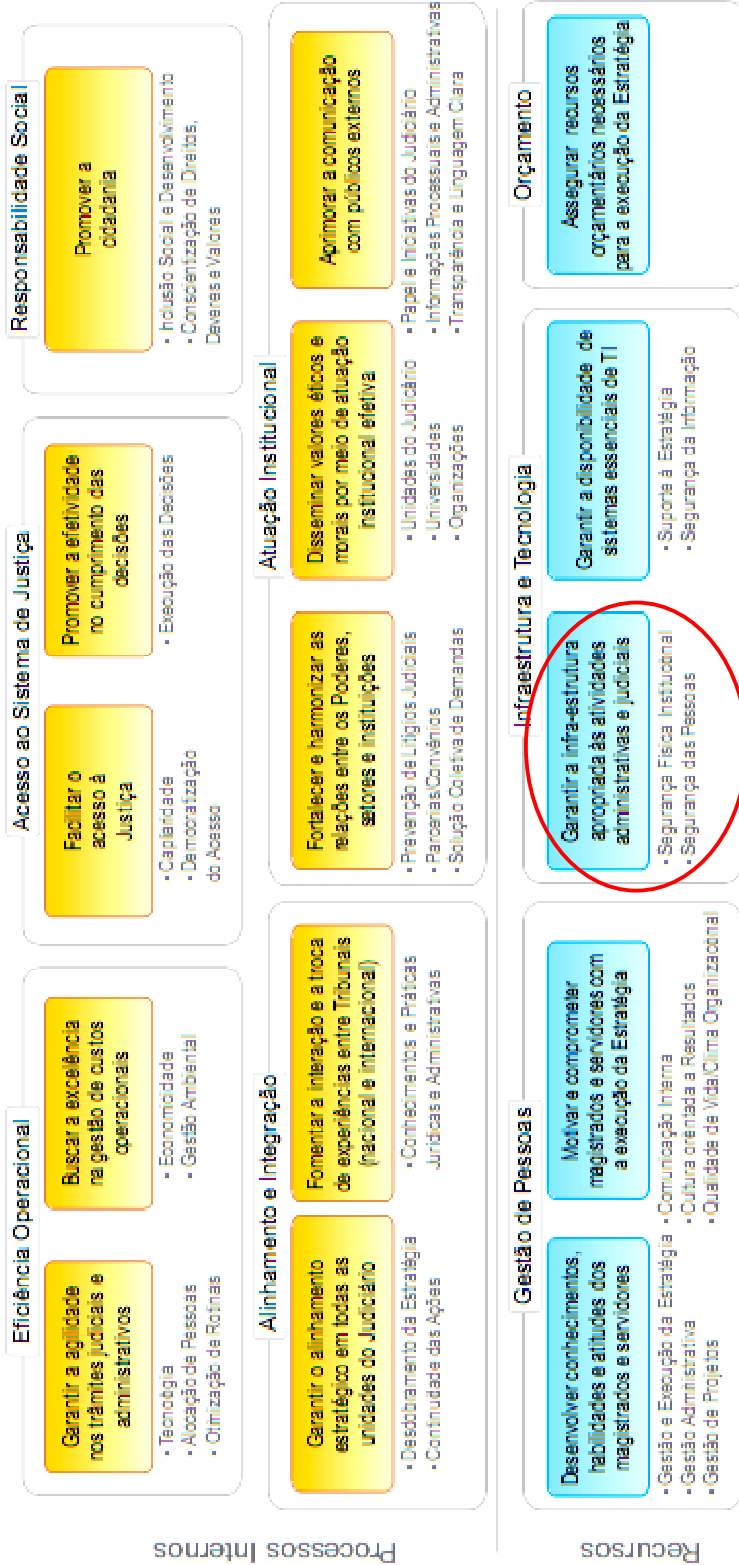 Processos Internos
Eficiência Operacional
Garantir a agilidade
nos trâmites judiciais e
administrativos
• Tecnologia
• Alocação de Pessoas
• Otimização de Rotinais
Buscar a excelência
na gestão de custos
operacionais
• Economicidade
• Gestão Ambiental
Acesso ao Sistema de Justiça
Facilitar o
acesso à
Justiça
• Capilaridade
• Democratização
do Acesso
Promover a efetividade
no cumprimento das
decisões
• Execução das Decisões
Responsabilidade Social
Promover a
cidadania
• Inclusão Social e Desenvolvimento
• Conscientização de Direitos,
Deveres e Valores
Alinhamento e Integração
Garantir o alinhamento
estratégico em todas as
unidades do Judiciário
• Desdobramento da Estratégia
• Continuidade das Ações
Fomentar a interação e a troca
de experiências entre Tribunais
(nacional e internacional)
• Conhecimentos e Práticas
Jurídicas e Administrativas
Atuação Institucional
Fortalecer e harmonizar as
relações entre os Poderes,
setores e instituições
• Prevenção de Litígios Judiciais
• Parcerias/Convênios
• Solução Coletiva de Demandas
Disseminar valores éticos e
morais por meio de atuação
institucional efetiva
• Unidades do Judiciário
• Universidades
• Organizações
Aprimorar a comunicação
com públicos externos
• Papel e Iniciativas do Judiciário
• Informações Processuais e Administrativas
• Transparência e Linguagem Clara
Recursos
Gestão de Pessoas
Desenvolver conhecimentos,
habilidades e atitudes dos
magistrados e servidores
• Gestão e Execução da Estratégia
• Gestão Administrativa
• Gestão de Projetos
Motivar e comprometer
magistrados e servidores com
a execução da Estratégia
• Comunicação Interna
• Cultura orientada a Resultados
• Qualidade de Vida/Clima Organizacional
Infraestrutura e Tecnologia
Garantir a infra-estrutura
apropriada às atividades
administrativas e judiciais
• Segurança Física Institucional
• Segurança das Pessoas
Garantir a disponibilidade de
sistemas essenciais de TI
• Suporte à Estratégia
• Segurança da Informação
Orçamento
Assegurar recursos
orçamentários necessários
para a execução da Estratégia